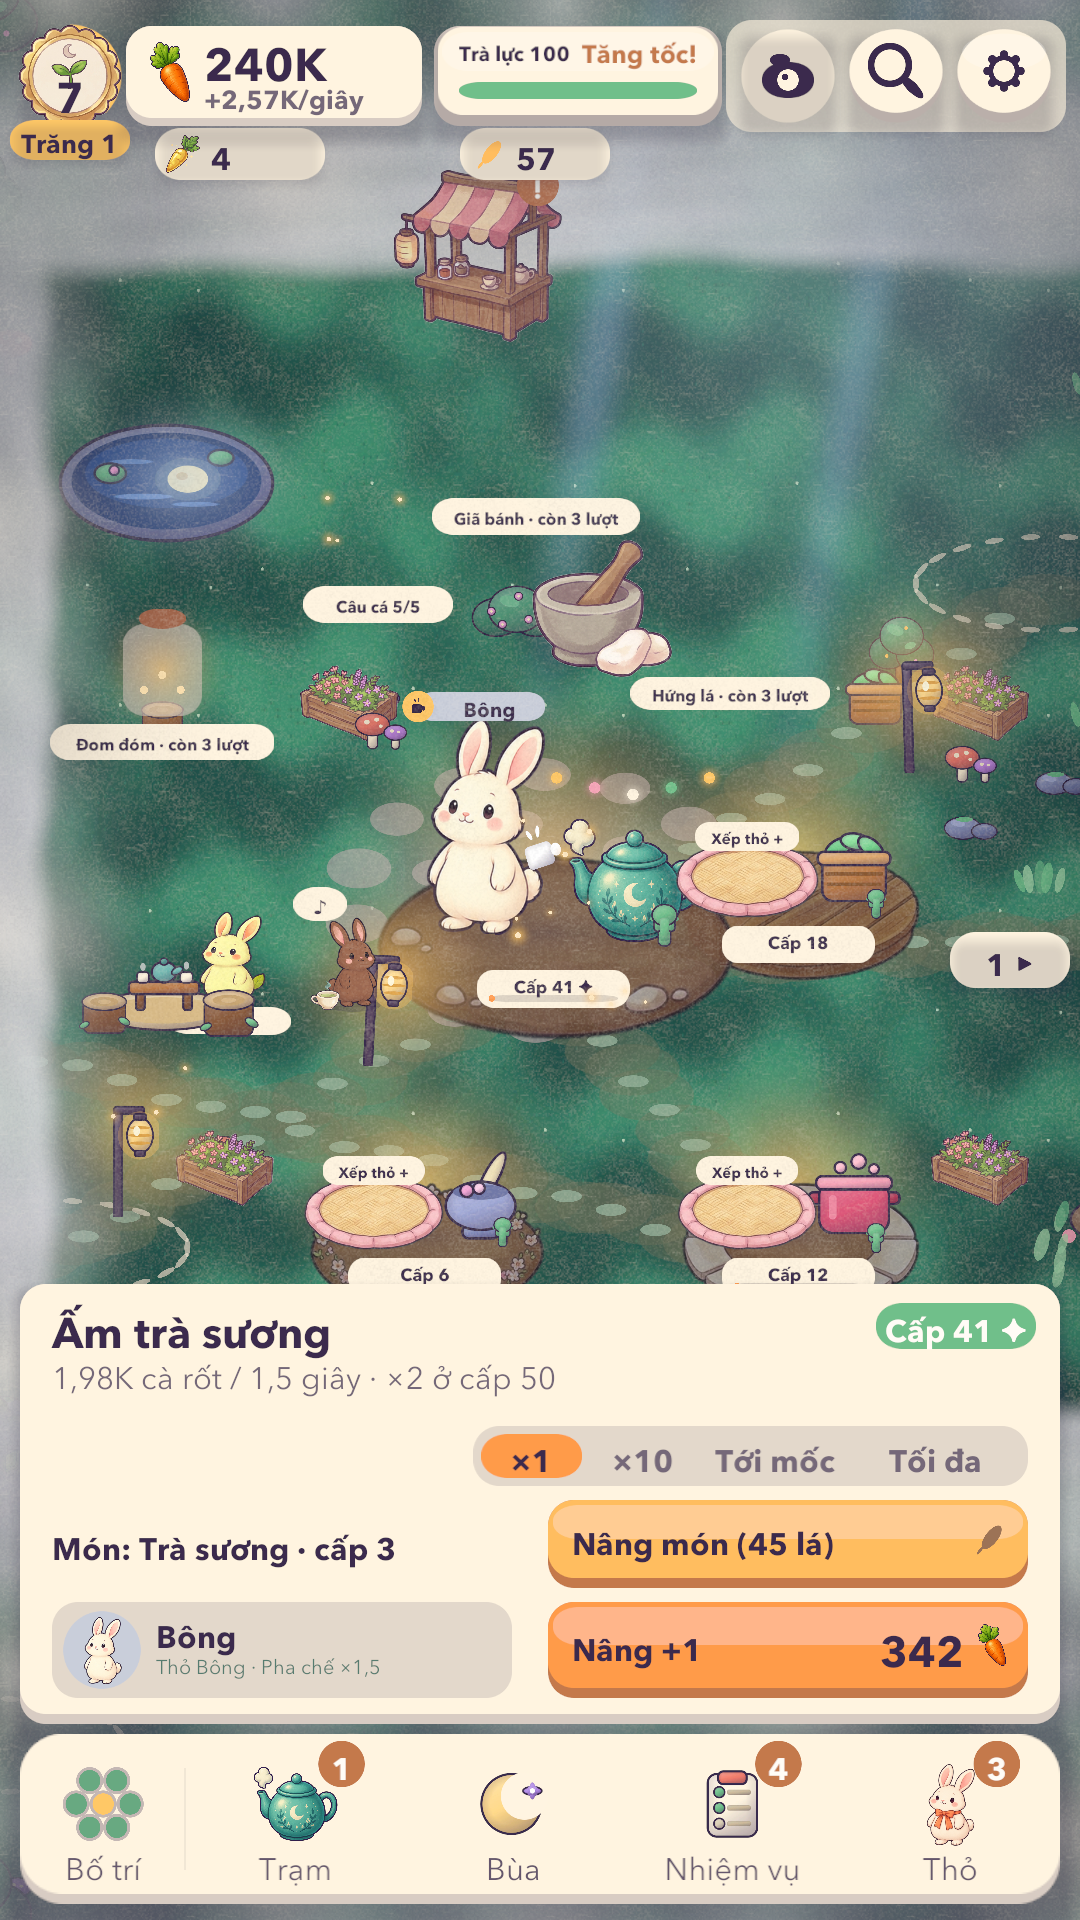 7
Trăng 1
240K
+2,57K/giây
Trà lực 100 Tăng tốc!
4
57
!
Giã bánh · còn 3 lượt
Câu cá 5/5
Hứng lá · còn 3 lượt
Bông
Đom đóm · còn 3 lượt
Xếp thỏ +
♪
Cấp 18
1 ▸
Cấp 41 ✦
Xếp thỏ +
Xếp thỏ +
Cấp 6
Cấp 12
Ấm trà sương
Cấp 41 ✦
1,98K cà rốt / 1,5 giây · ×2 ở cấp 50
×1 ×10 Tới mốc Tối đa
Món: Trà sương · cấp 3
Nâng món (45 lá)
Bông
Thỏ Bông · Pha chế ×1,5
Nâng +1 342
1
4
3
Bố trí Trạm Bùa Nhiệm vụ Thỏ